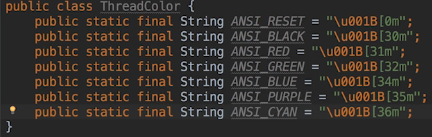 public class ThreadColor {
    public static final String ANSI_RESET = "\u001B[0m";
    public static final String ANSI_BLACK = "\u001B[30m";
    public static final String ANSI_RED = "\u001B[31m";
    public static final String ANSI_GREEN = "\u001B[32m";
    public static final String ANSI_BLUE = "\u001B[34m";
    public static final String ANSI_PURPLE = "\u001B[35m";
    public static final String ANSI_CYAN = "\u001B[36m";
}